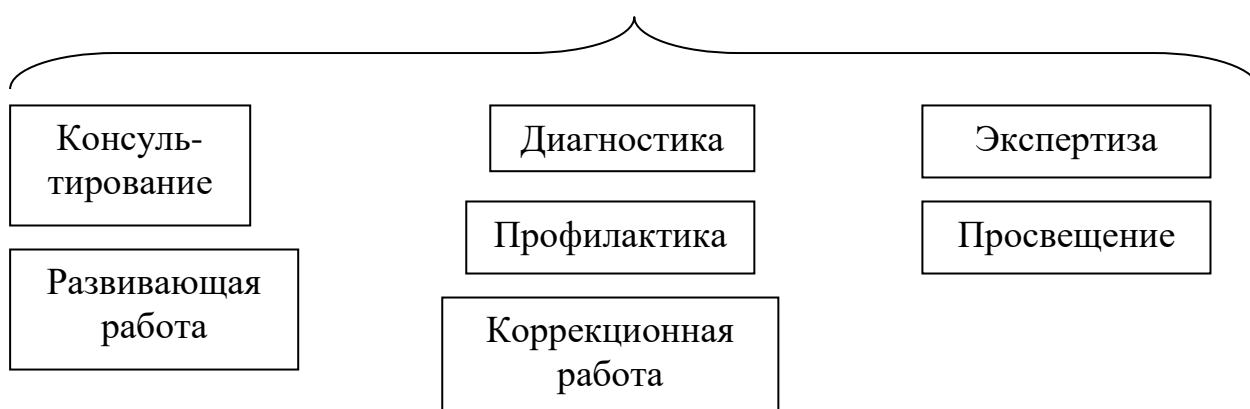 Консуль-
тирование
Развивающая
работа
Диагностика
Профилактика
Коррекционная
работа
Экспертиза
Просвещение